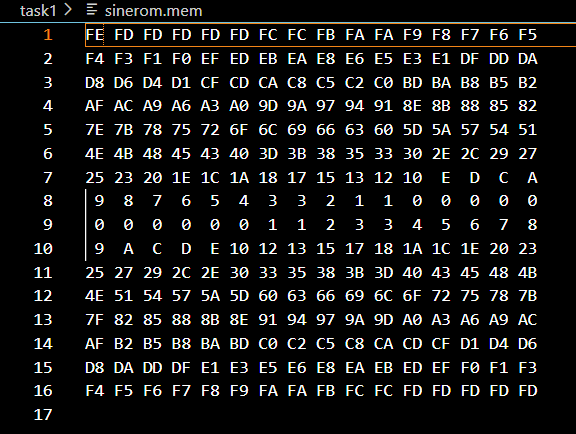 task1 > sinerom.mem
1 FE FD FD FD FD FD FC FC FB FA FA F9 F8 F7 F6 F5
2 F4 F3 F1 F0 EF ED EB EA E8 E6 E5 E3 E1 DF DD DA
3 D8 D6 D4 D1 CF CD CA C8 C5 C2 C0 BD BA B8 B5 B2
4 AF AC A9 A6 A3 A0 9D 9A 97 94 91 8E 8B 88 85 82
5 7E 7B 78 75 72 6F 6C 69 66 63 60 5D 5A 57 54 51
6 4E 4B 48 45 43 40 3D 3B 38 35 33 30 2E 2C 29 27
7 25 23 20 1E 1C 1A 18 17 15 13 12 10 E D C A
8 9 8 7 6 5 4 3 3 2 1 1 0 0 0 0 0
9 0 0 0 0 0 0 1 1 2 3 3 4 5 6 7 8
10 9 A C D E 10 12 13 15 17 18 1A 1C 1E 20 23
11 25 27 29 2C 2E 30 33 35 38 3B 3D 40 43 45 48 4B
12 4E 51 54 57 5A 5D 60 63 66 69 6C 6F 72 75 78 7B
13 7F 82 85 88 8B 8E 91 94 97 9A 9D A0 A3 A6 A9 AC
14 AF B2 B5 B8 BA BD C0 C2 C5 C8 CA CD CF D1 D4 D6
15 D8 DA DD DF E1 E3 E5 E6 E8 EA EB ED EF F0 F1 F3
16 F4 F5 F6 F7 F8 F9 FA FA FB FC FC FD FD FD FD FD
17